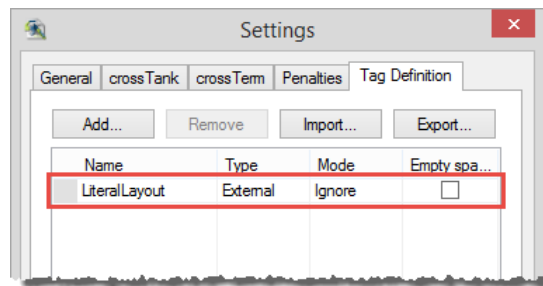 Settings
General crossTank crossTerm Penalties Tag Definition
Add... Remove Import... Export...
Name Type Mode Empty spa...
LiteralLayout External Ignore